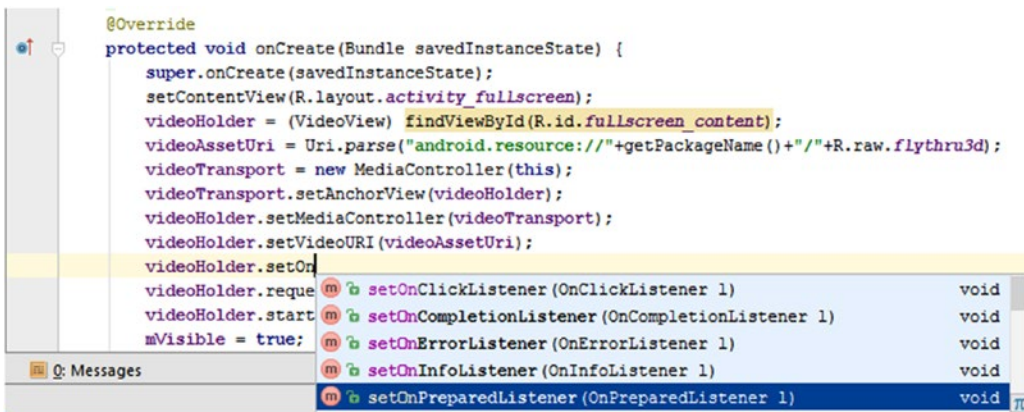 @Override
protected void onCreate(Bundle savedInstanceState) {
super.onCreate(savedInstanceState);
setContentView(R.layout.activity_fullscreen);
videoHolder = (VideoView) findViewById(R.id.fullscreen_content);
videoAssetUri = Uri.parse("android.resource://"+getPackageName()+"/"+R.raw.flythru3d);
videoTransport = new MediaController(this);
videoTransport.setAnchorView(videoHolder);
videoHolder.setMediaController(videoTransport);
videoHolder.setVideoURI(videoAssetUri);
videoHolder.setOn
videoHolder.reque
videoHolder.start
mVisible = true;
setOnClickListener(OnClickListener l) void
setOnCompletionListener(OnCompletionListener l) void
setOnErrorListener(OnErrorListener l) void
setOnInfoListener(OnInfoListener l) void
setOnPreparedListener(OnPreparedListener l) void
0: Messages